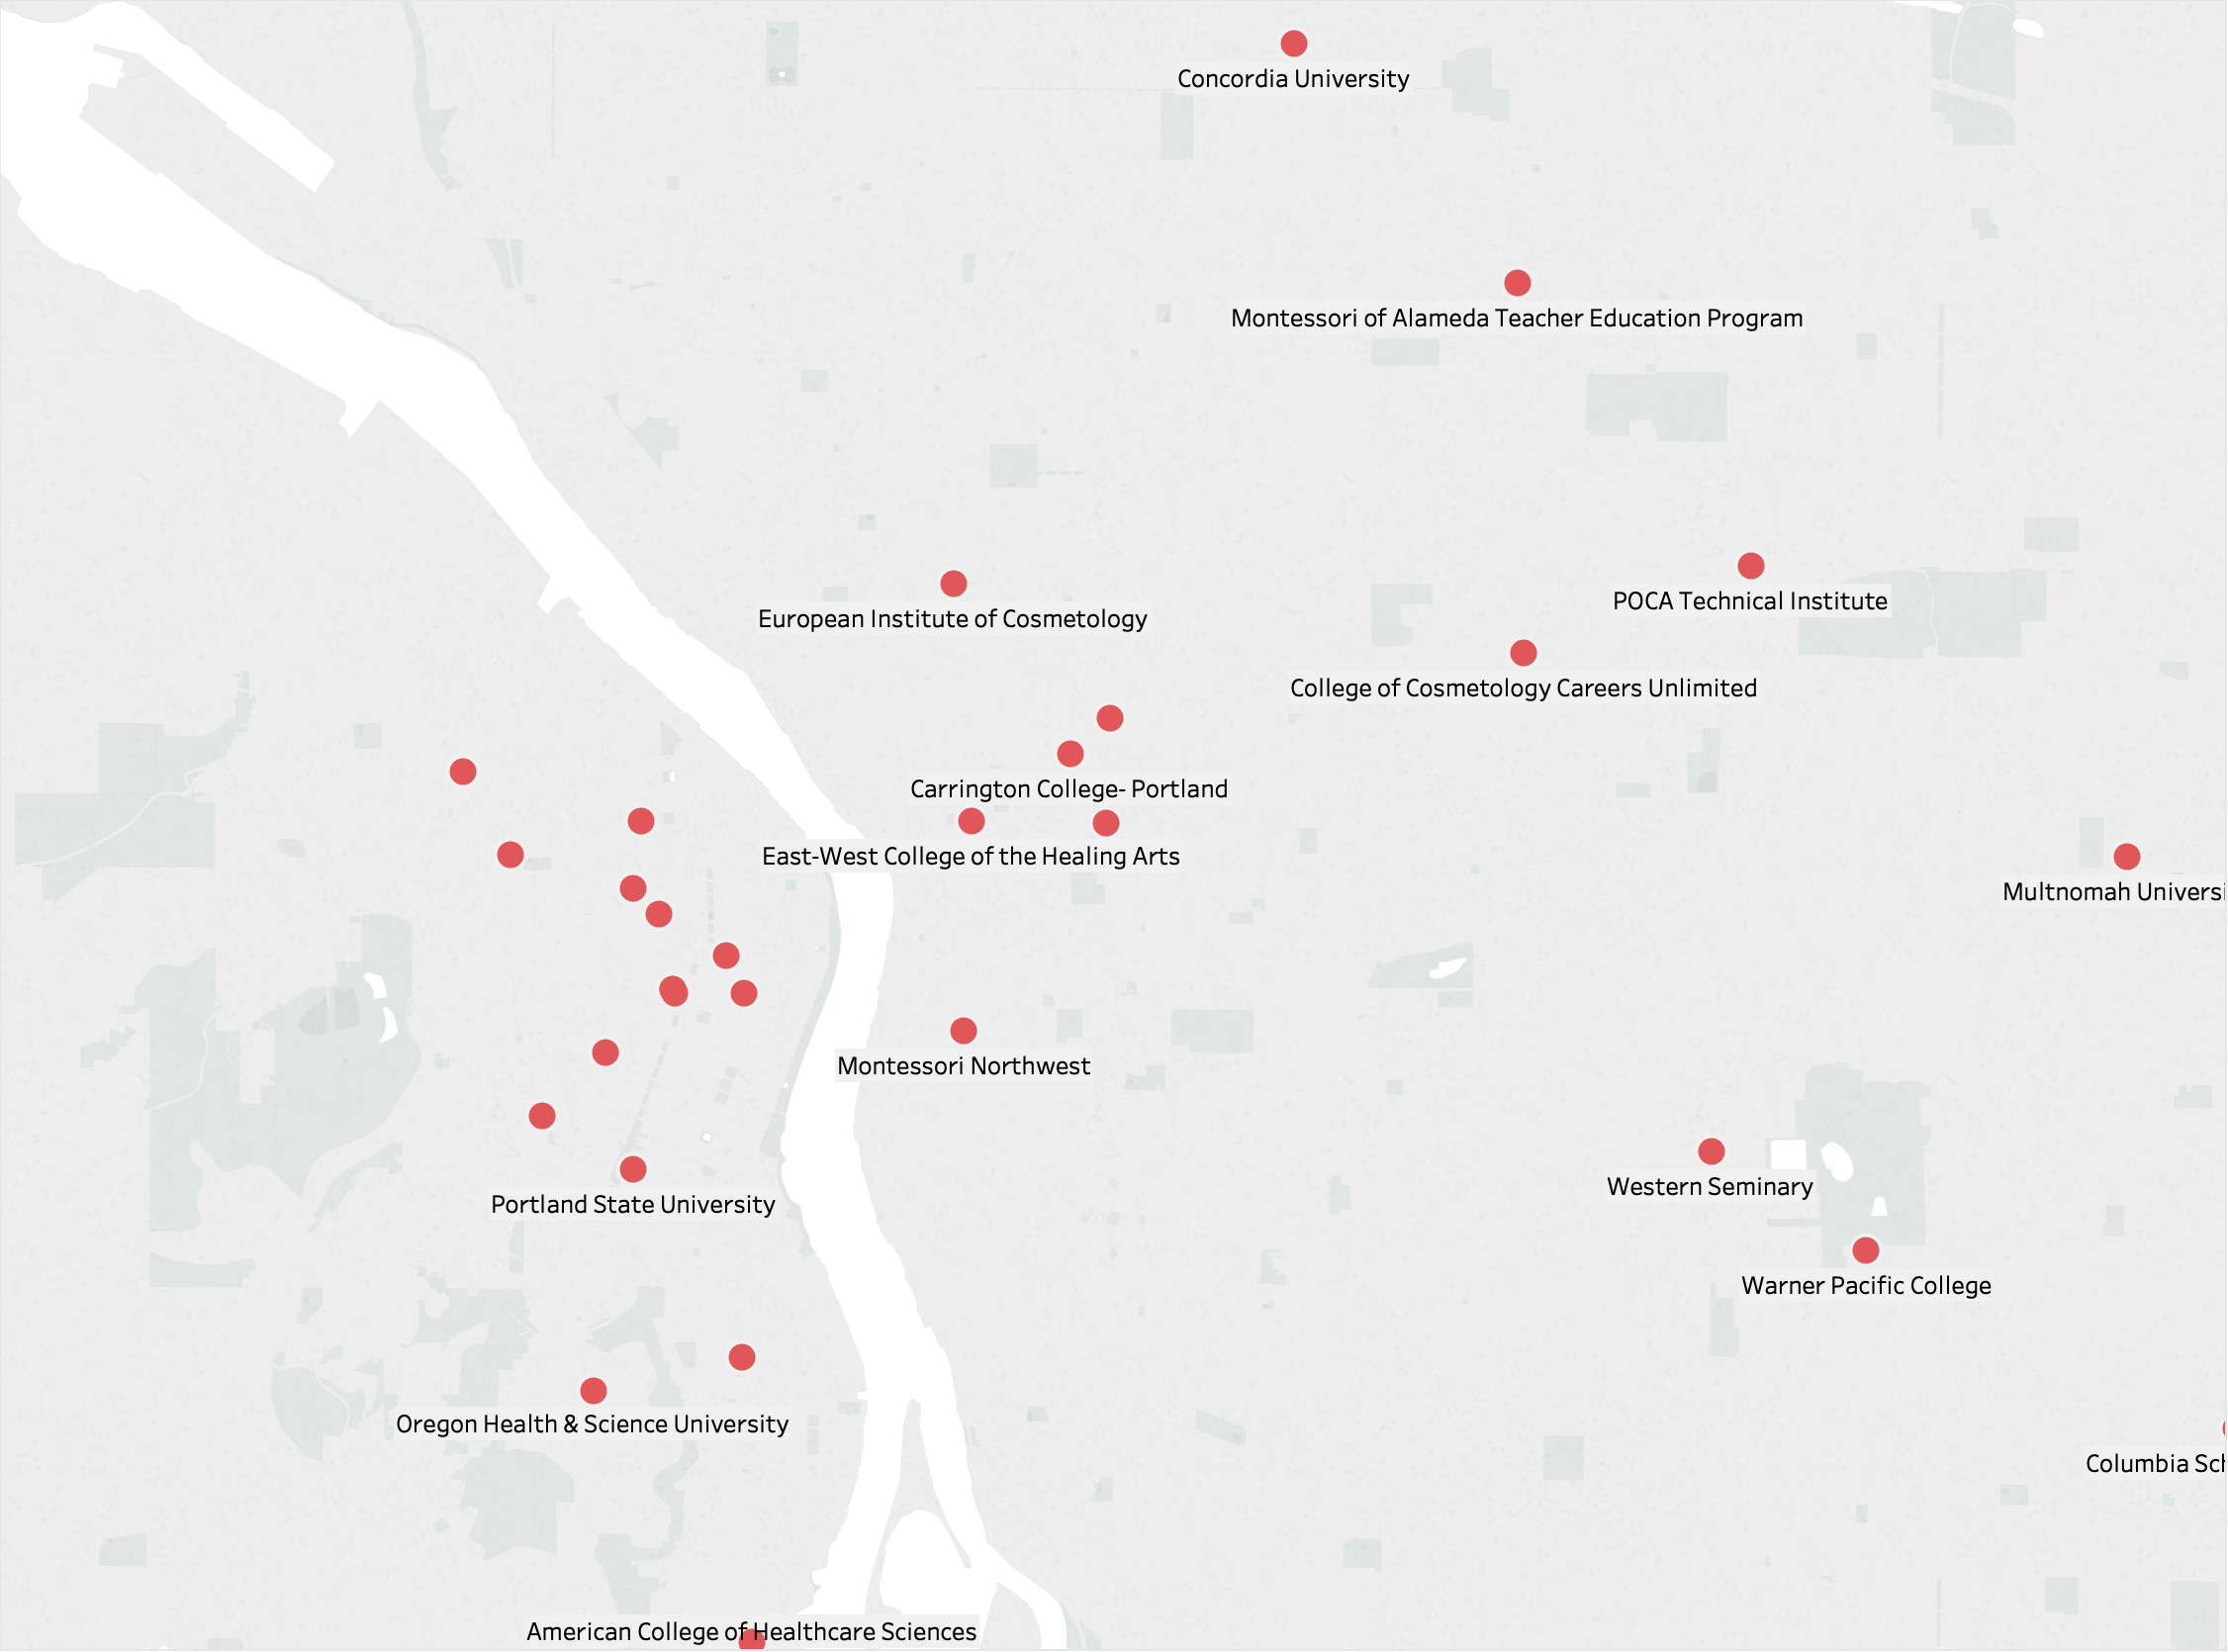 Concordia University
Montessori of Alameda Teacher Education Program
POCA Technical Institute
European Institute of Cosmetology
College of Cosmetology Careers Unlimited
Carrington College- Portland
East-West College of the Healing Arts
Multnomah Universi
Montessori Northwest
Western Seminary
Portland State University
Warner Pacific College
Oregon Health & Science University
Columbia Sch
American College of Healthcare Sciences